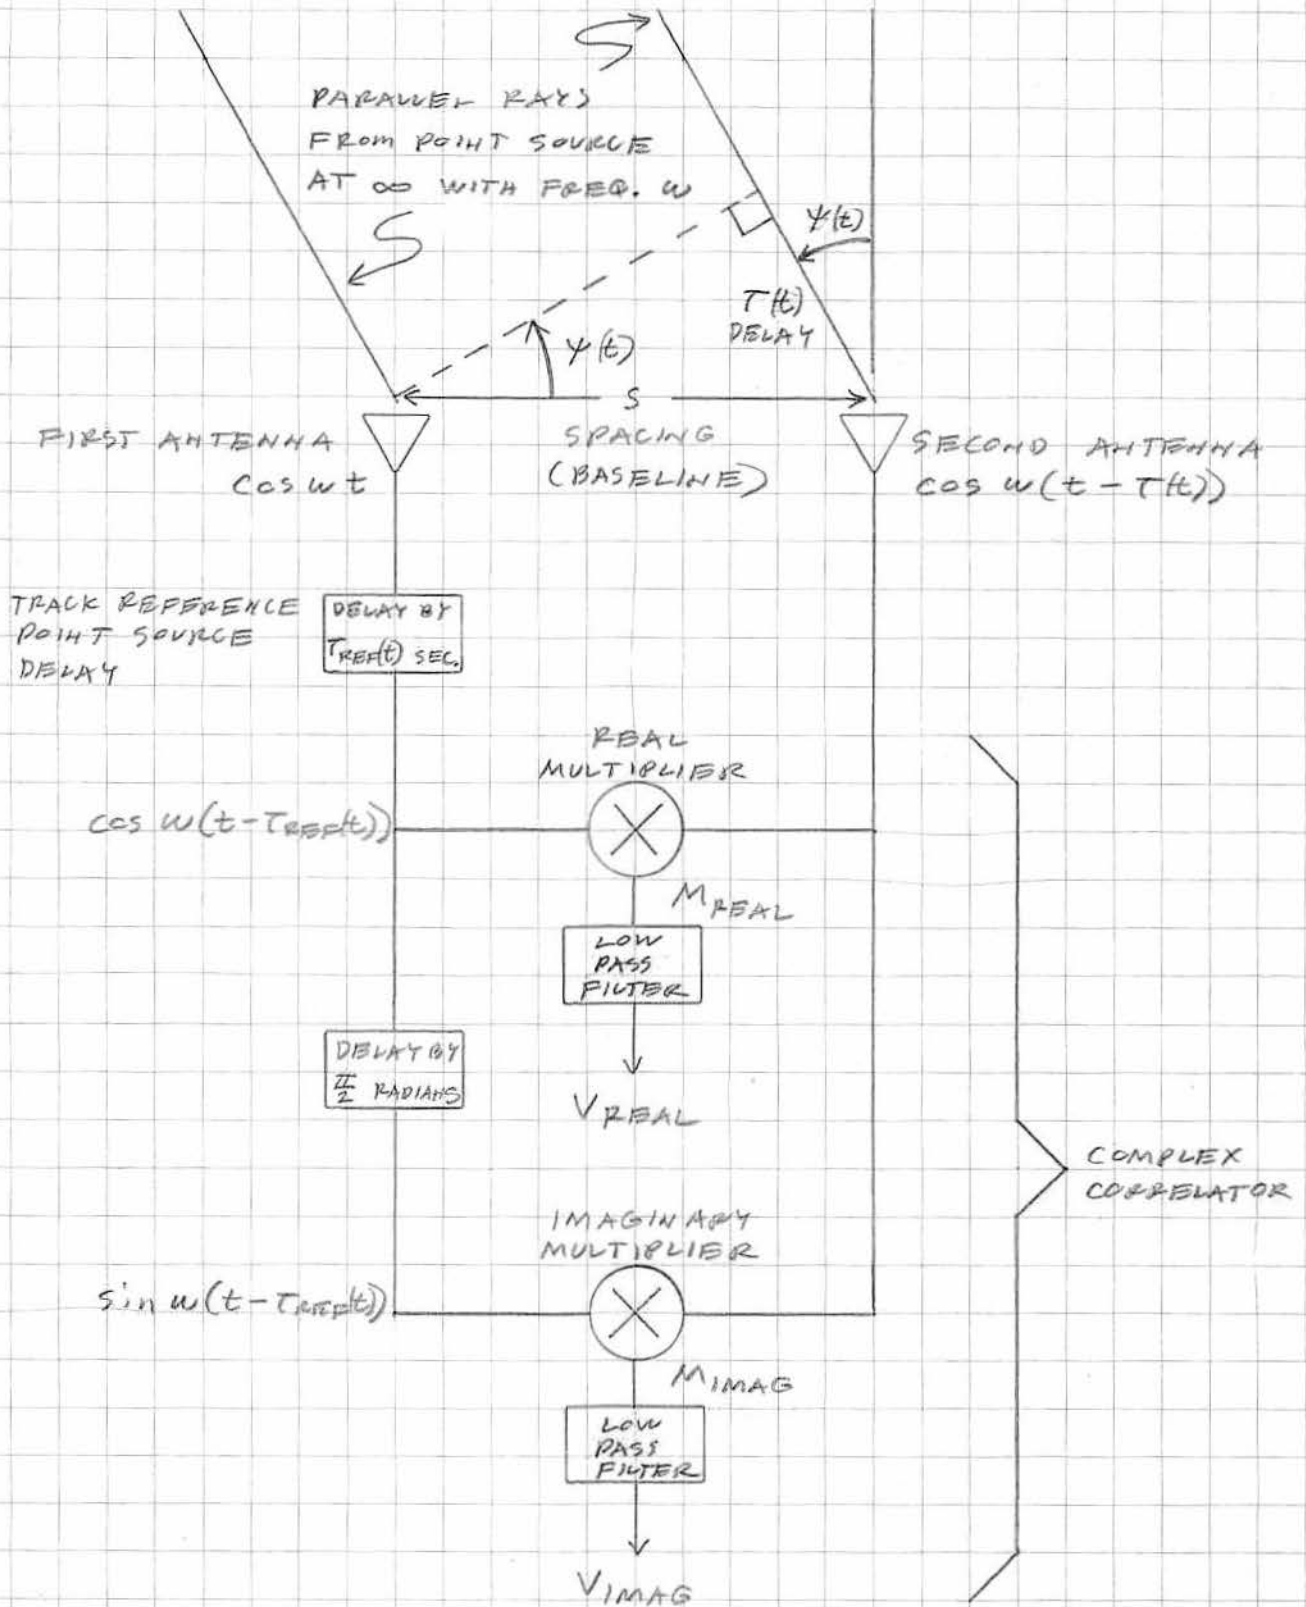 PARALLEL RAYS
FROM POINT SOURCE
AT ∞ WITH FREQ. ω
ψ(t)
τ(t)
DELAY
ψ(t)
S
FIRST ANTENNA
cos ωt
SPACING
(BASELINE)
SECOND ANTENNA
cos ω(t - τ(t))
TRACK REFERENCE
POINT SOURCE
DELAY
DELAY BY
τREF(t) SEC.
REAL
MULTIPLIER
cos ω(t-τREF(t))
MREAL
LOW
PASS
FILTER
DELAY BY
π/2 RADIANS
VREAL
COMPLEX
CORRELATOR
IMAGINARY
MULTIPLIER
sin ω(t-τREF(t))
MIMAG
LOW
PASS
FILTER
VIMAG